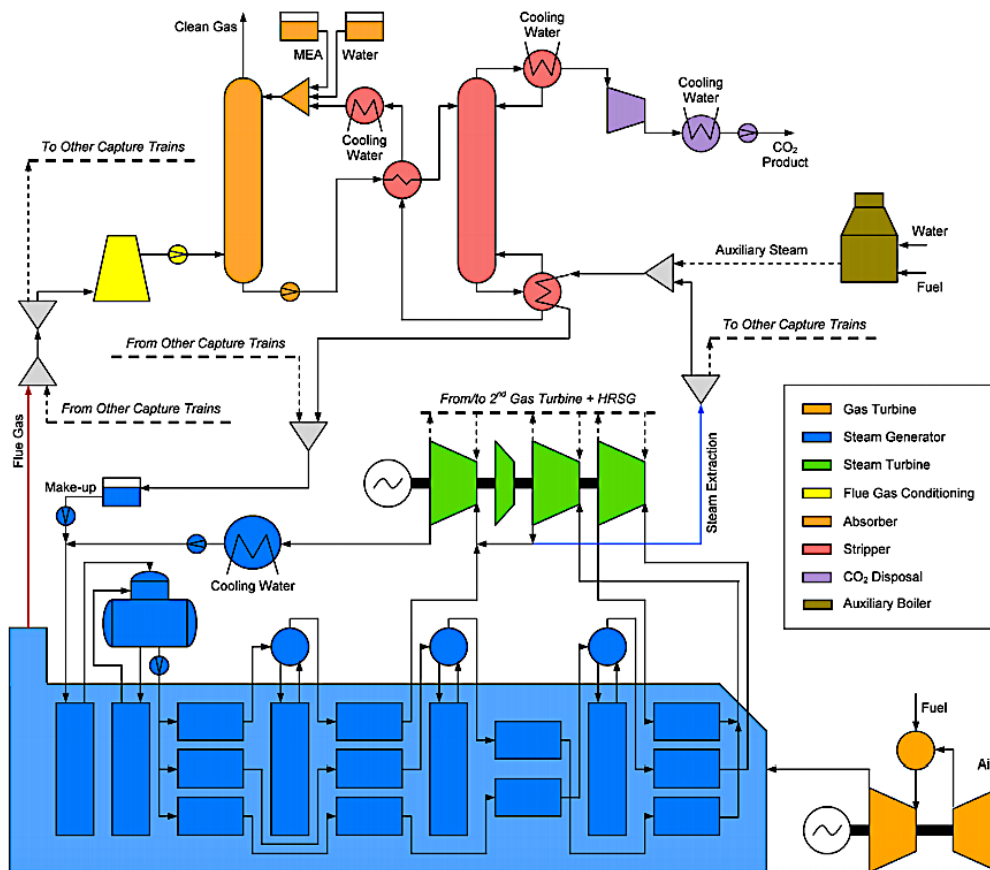 Clean Gas
MEA
Water
Cooling
Water
Cooling
Water
Cooling
Water
CO₂
Product
To Other Capture Trains
Auxiliary Steam
Water
Fuel
From Other Capture Trains
To Other Capture Trains
From Other Capture Trains
From/to 2nd Gas Turbine + HRSG
Flue Gas
Make-up
Steam Extraction
Cooling Water
Gas Turbine
Steam Generator
Steam Turbine
Flue Gas Conditioning
Absorber
Stripper
CO₂ Disposal
Auxiliary Boiler
Fuel
Ai